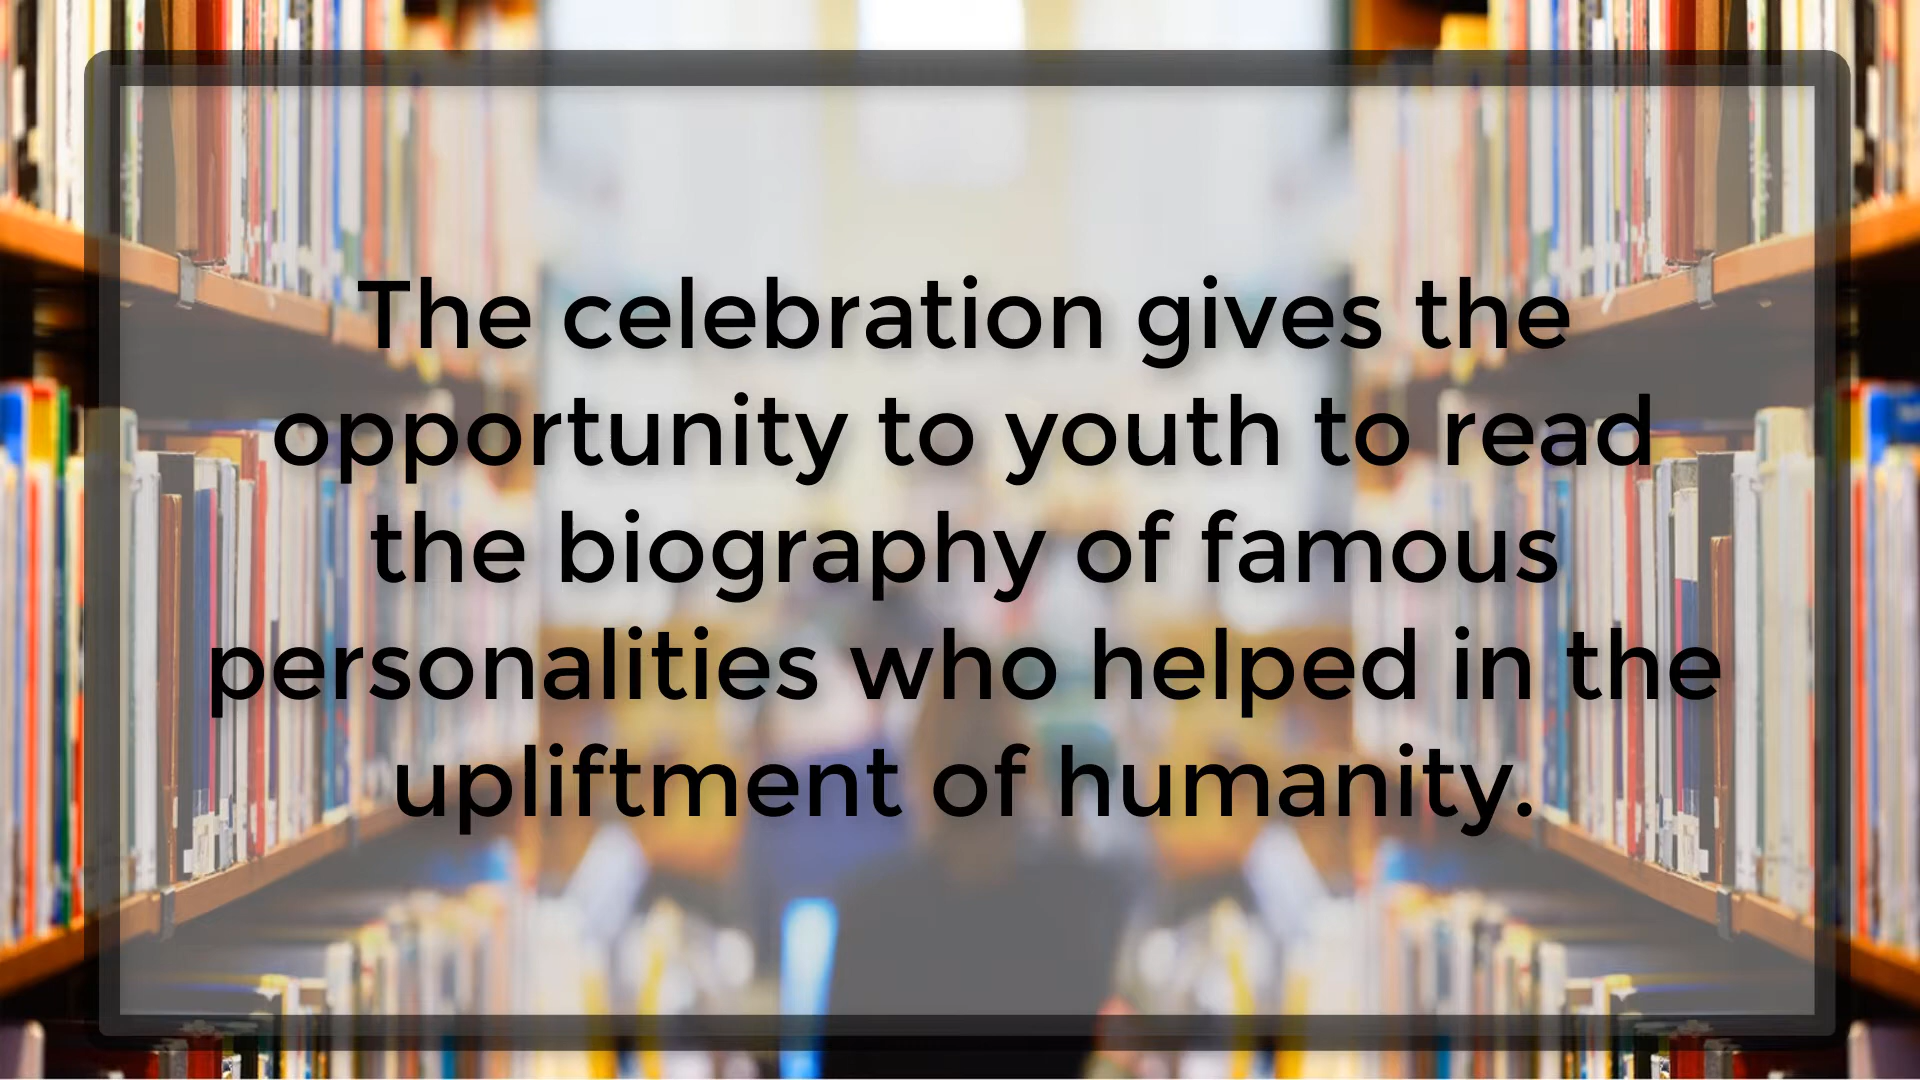 The celebration gives the
opportunity to youth to read
the biography of famous
personalities who helped in the
upliftment of humanity.